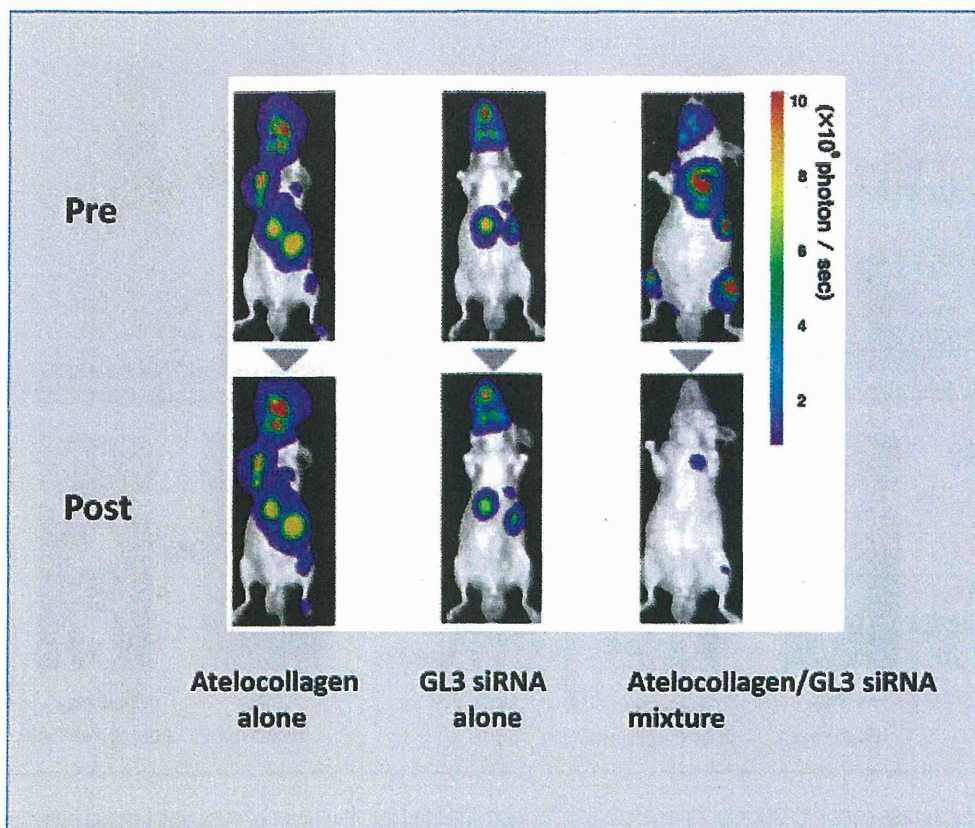 Pre
Post
10
8
6
4
2
(×10⁶ photon / sec)
Atelocollagen
alone
GL3 siRNA
alone
Atelocollagen/GL3 siRNA
mixture